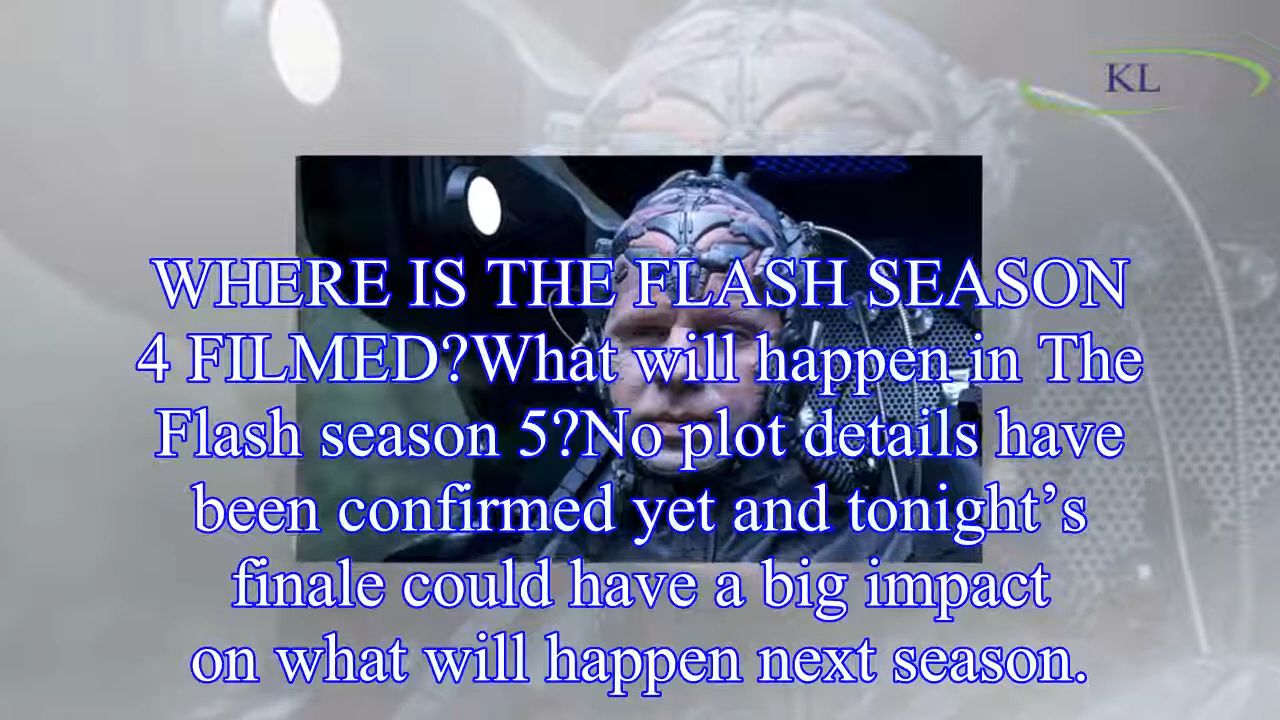 KL
WHERE IS THE FLASH SEASON
4 FILMED?What will happen in The
Flash season 5?No plot details have
been confirmed yet and tonight’s
finale could have a big impact
on what will happen next season.